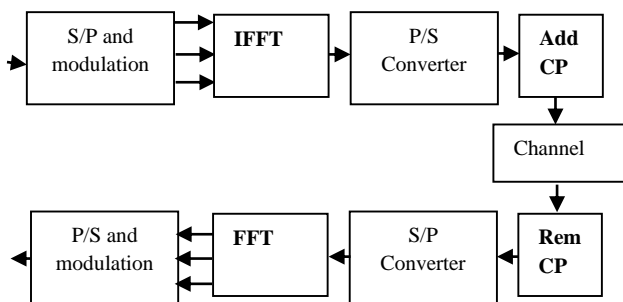 S/P and
modulation
IFFT
P/S
Converter
Add
CP
Channel
P/S and
modulation
FFT
S/P
Converter
Rem
CP